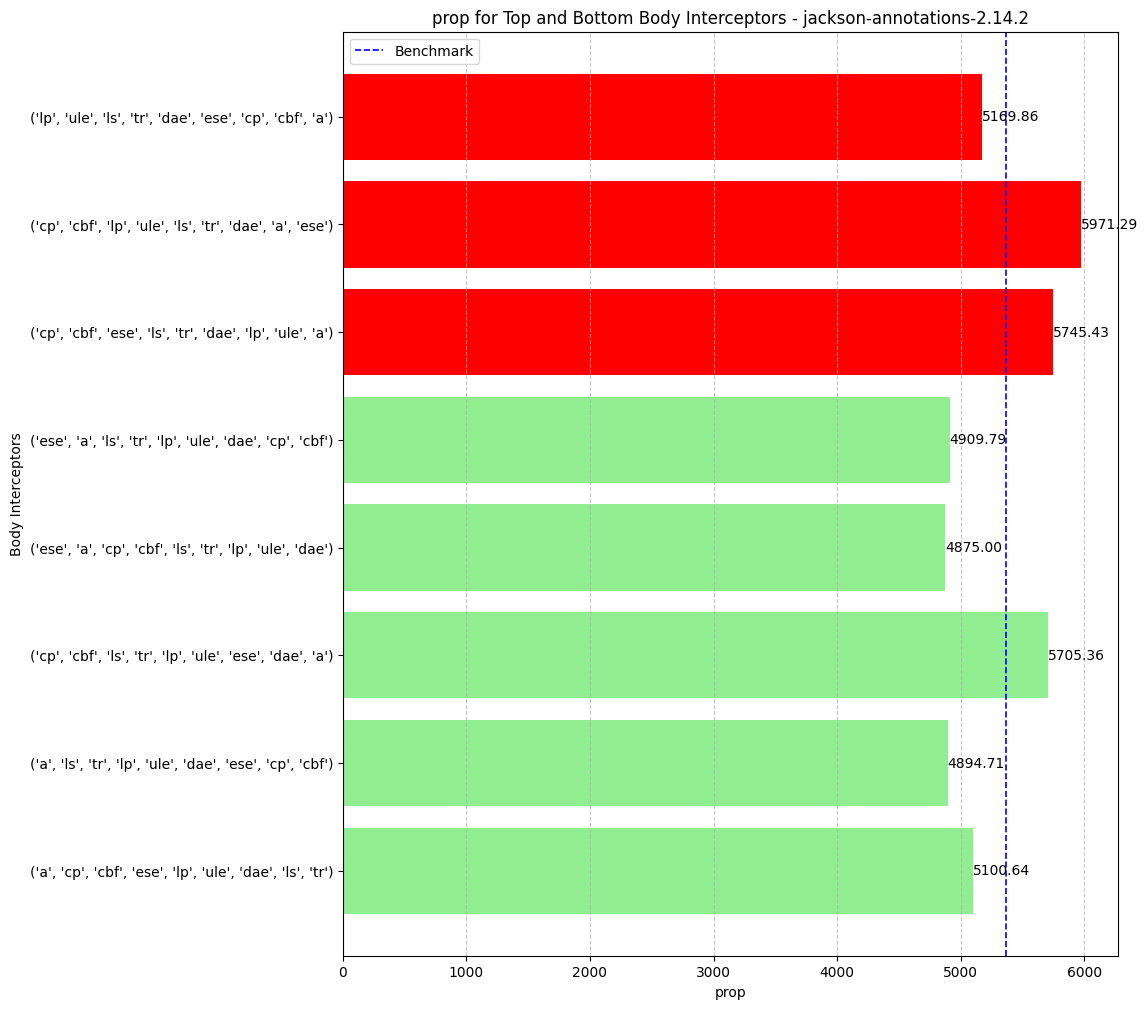 prop for Top and Bottom Body Interceptors - jackson-annotations-2.14.2
Benchmark
('lp', 'ule', 'ls', 'tr', 'dae', 'ese', 'cp', 'cbf', 'a')
5169.86
('cp', 'cbf', 'lp', 'ule', 'ls', 'tr', 'dae', 'a', 'ese')
5971.29
('cp', 'cbf', 'ese', 'ls', 'tr', 'dae', 'lp', 'ule', 'a')
5745.43
('ese', 'a', 'ls', 'tr', 'lp', 'ule', 'dae', 'cp', 'cbf')
4909.79
Body Interceptors
('ese', 'a', 'cp', 'cbf', 'ls', 'tr', 'lp', 'ule', 'dae')
4875.00
('cp', 'cbf', 'ls', 'tr', 'lp', 'ule', 'ese', 'dae', 'a')
5705.36
('a', 'ls', 'tr', 'lp', 'ule', 'dae', 'ese', 'cp', 'cbf')
4894.71
('a', 'cp', 'cbf', 'ese', 'lp', 'ule', 'dae', 'ls', 'tr')
5100.64
0 1000 2000 3000 4000 5000 6000
prop